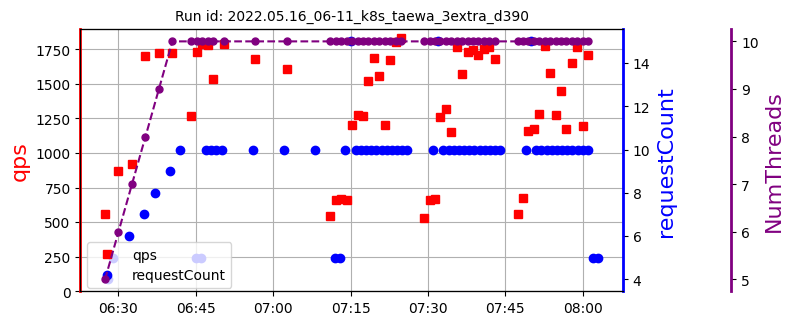 Run id: 2022.05.16_06-11_k8s_taewa_3extra_d390
1750
1500
1250
1000
750
500
250
0
qps
14
12
10
8
6
4
requestCount
10
9
8
7
6
5
NumThreads
qps
requestCount
06:30 06:45 07:00 07:15 07:30 07:45 08:00